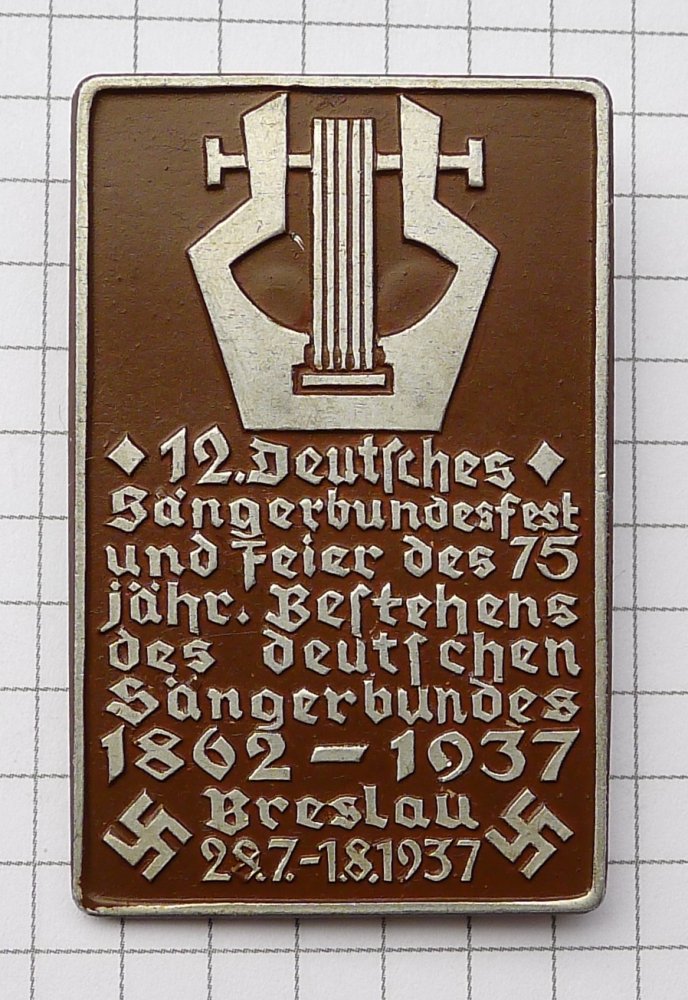 12. Deutſches
Sängerbundesfest
und Feier des 75
jähr. Beſtehens
des deutſchen
Sängerbundes
1862 – 1937
Breslau
28.7.-1.8.1937